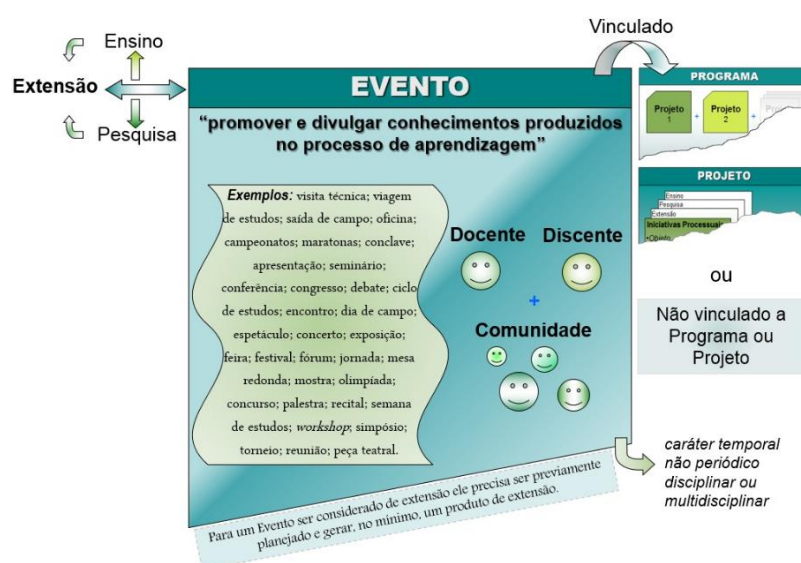 Ensino
Extensão
Pesquisa
Vinculado
EVENTO
“promover e divulgar conhecimentos produzidos
no processo de aprendizagem”
Exemplos: visita técnica; viagem
de estudos; saída de campo; oficina;
campeonatos; maratonas; conclave;
apresentação; seminário;
conferência; congresso; debate; ciclo
de estudos; encontro; dia de campo;
espetáculo; concerto; exposição;
feira; festival; fórum; jornada; mesa
redonda; mostra; olimpíada;
concurso; palestra; recital; semana
de estudos; workshop; simpósio;
torneio; reunião; peça teatral.
Docente
Discente
+
Comunidade
Para um Evento ser considerado de extensão ele precisa ser previamente
planejado e gerar, no mínimo, um produto de extensão.
PROGRAMA
Projeto
1
+
Projeto
2
+
PROJETO
Ensino
Pesquisa
Extensão
Iniciativas Processuais
•Objeto
ou
Não vinculado a
Programa ou
Projeto
caráter temporal
não periódico
disciplinar ou
multidisciplinar